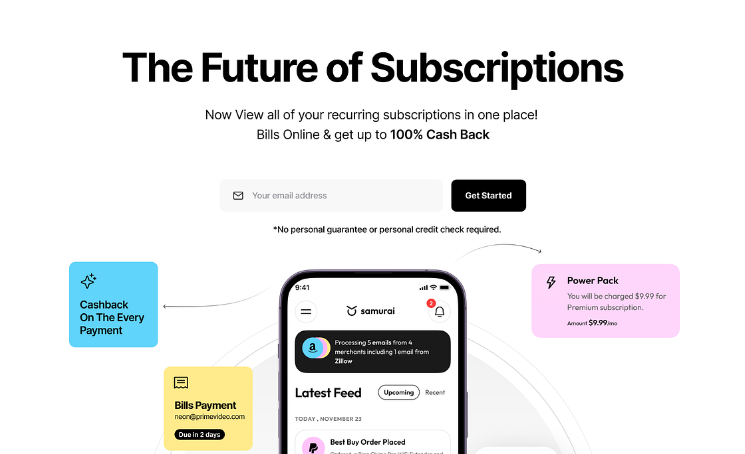 The Future of Subscriptions
Now View all of your recurring subscriptions in one place!
Bills Online & get up to 100% Cash Back
Your email address
Get Started
*No personal guarantee or personal credit check required.
Cashback
On The Every
Payment
Power Pack
You will be charged $9.99 for
Premium subscription.
Amount $9.99/mo
9:41
samurai
2
Processing 5 emails from 4
merchants including 1 email from
Zillow
Latest Feed
Upcoming
Recent
TODAY, NOVEMBER 23
Best Buy Order Placed
Bills Payment
neon@primevideo.com
Due in 2 days